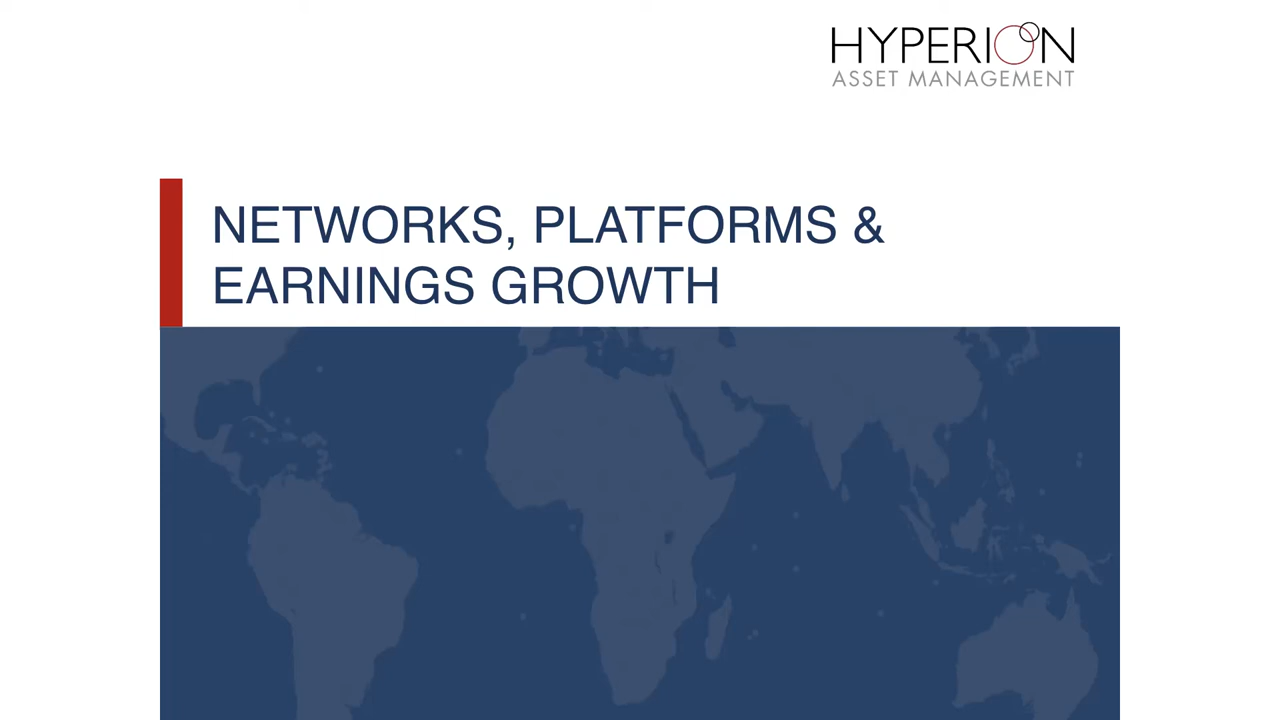 HYPERION
ASSET MANAGEMENT
NETWORKS, PLATFORMS &
EARNINGS GROWTH